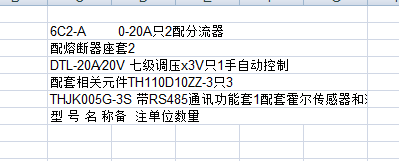 6C2-A 0-20A只2配分流器
配熔断器座套2
DTL-20A/20V 七级调压x3V只1手自动控制
配套相关元件TH110D10ZZ-3只3
THJK005G-3S 带RS485通讯功能套1配套霍尔传感器和
型 号 名 称备 注单位数量